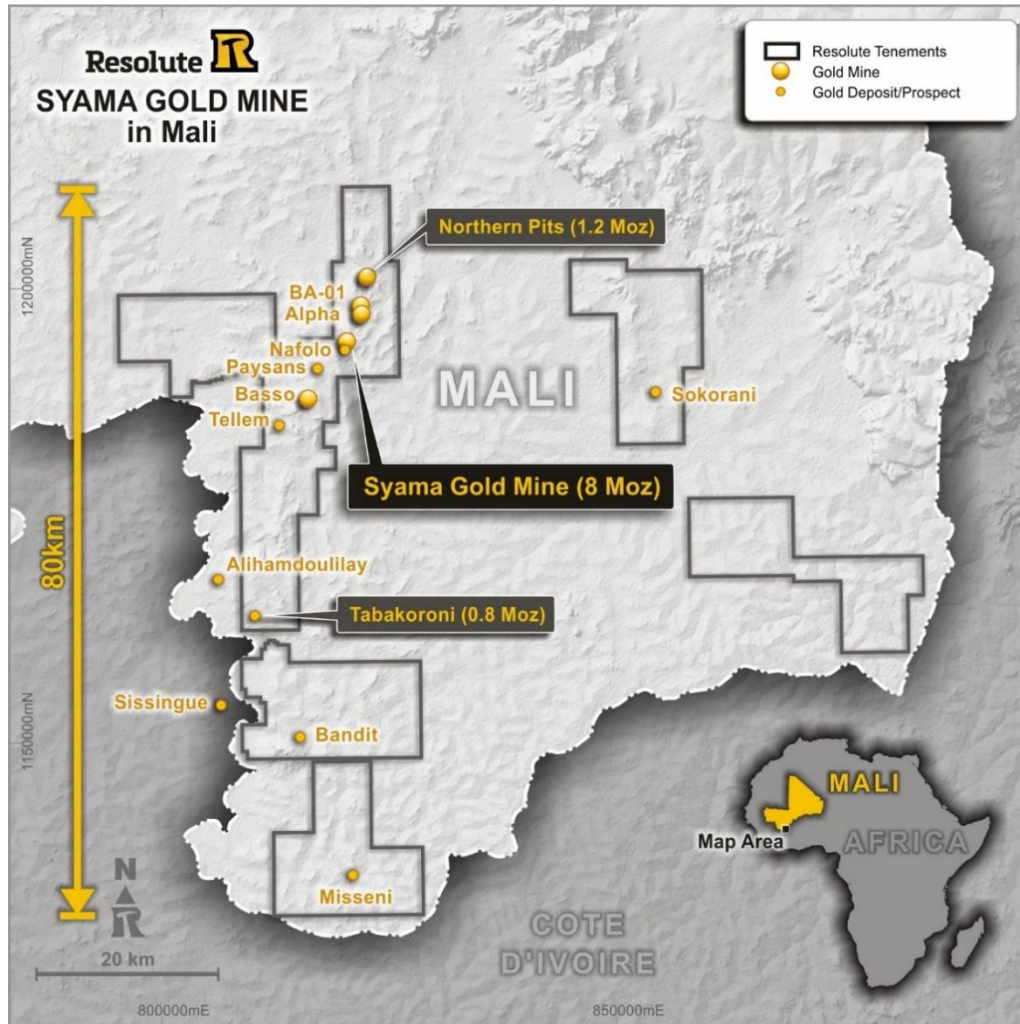 Resolute R
SYAMA GOLD MINE
in Mali
Resolute Tenements
Gold Mine
Gold Deposit/Prospect
Northern Pits (1.2 Moz)
1200000mN
BA-01
Alpha
Nafolo
Paysans
MALI
Basso
Sokorani
Tellem
Syama Gold Mine (8 Moz)
80km
Alihamdoulilay
Tabakoroni (0.8 Moz)
Sissingue
1150000mN
Bandit
MALI
Map Area
AFRICA
N
R
Misseni
COTE
D'IVOIRE
20 km
800000mE
850000mE